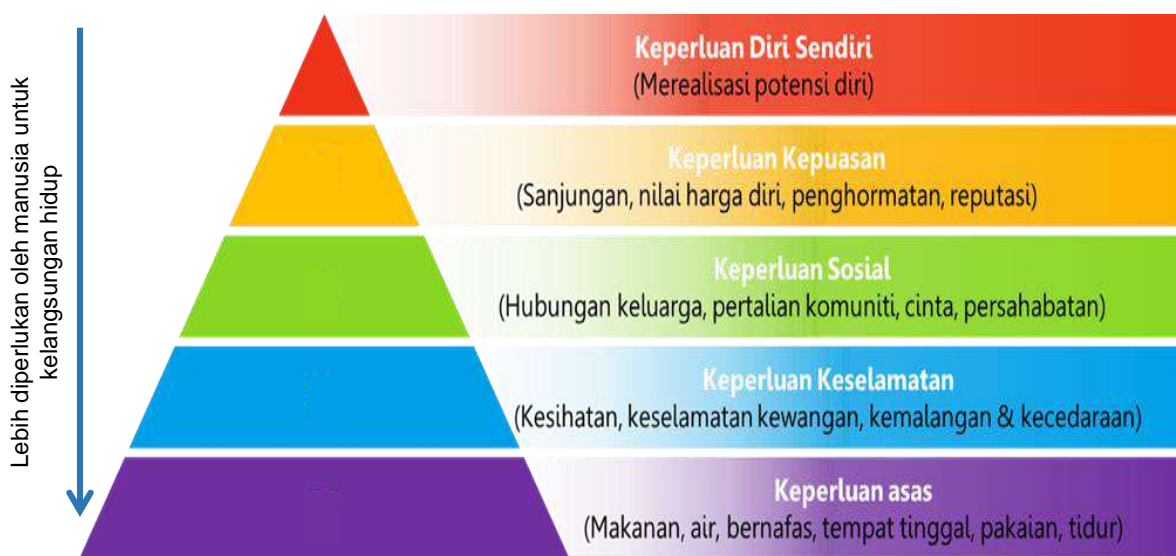 Lebih diperlukan oleh manusia untuk
kelangsungan hidup
Keperluan Diri Sendiri
(Merealisasi potensi diri)
Keperluan Kepuasan
(Sanjungan, nilai harga diri, penghormatan, reputasi)
Keperluan Sosial
(Hubungan keluarga, pertalian komuniti, cinta, persahabatan)
Keperluan Keselamatan
(Kesihatan, keselamatan kewangan, kemalangan & kecedaraan)
Keperluan asas
(Makanan, air, bernafas, tempat tinggal, pakaian, tidur)